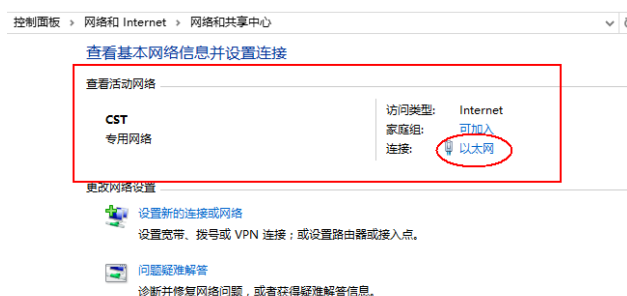 控制面板 › 网络和 Internet › 网络和共享中心
查看基本网络信息并设置连接
查看活动网络
CST
专用网络
访问类型: Internet
家庭组: 可加入
连接: 以太网
更改网络设置
设置新的连接或网络
设置宽带、拨号或 VPN 连接；或设置路由器或接入点。
问题疑难解答
诊断并修复网络问题，或者获得疑难解答信息。